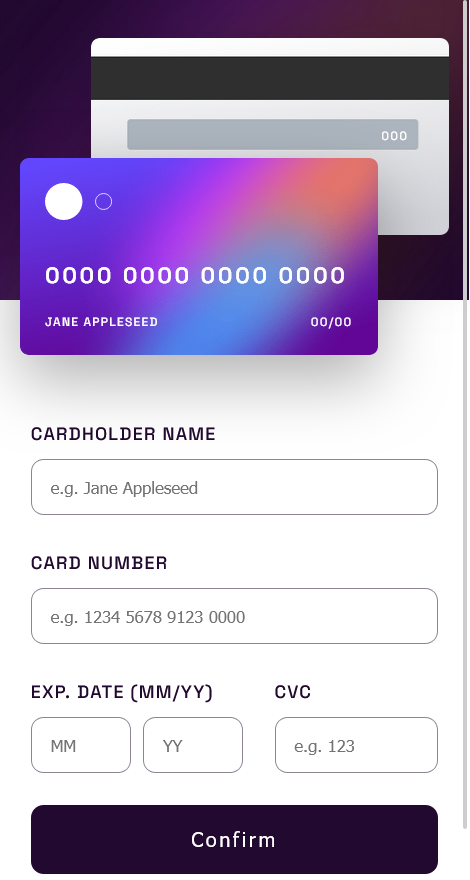 000
0000 0000 0000 0000
JANE APPLESEED 00/00
CARDHOLDER NAME
e.g. Jane Appleseed
CARD NUMBER
e.g. 1234 5678 9123 0000
EXP. DATE (MM/YY) CVC
MM YY e.g. 123
Confirm